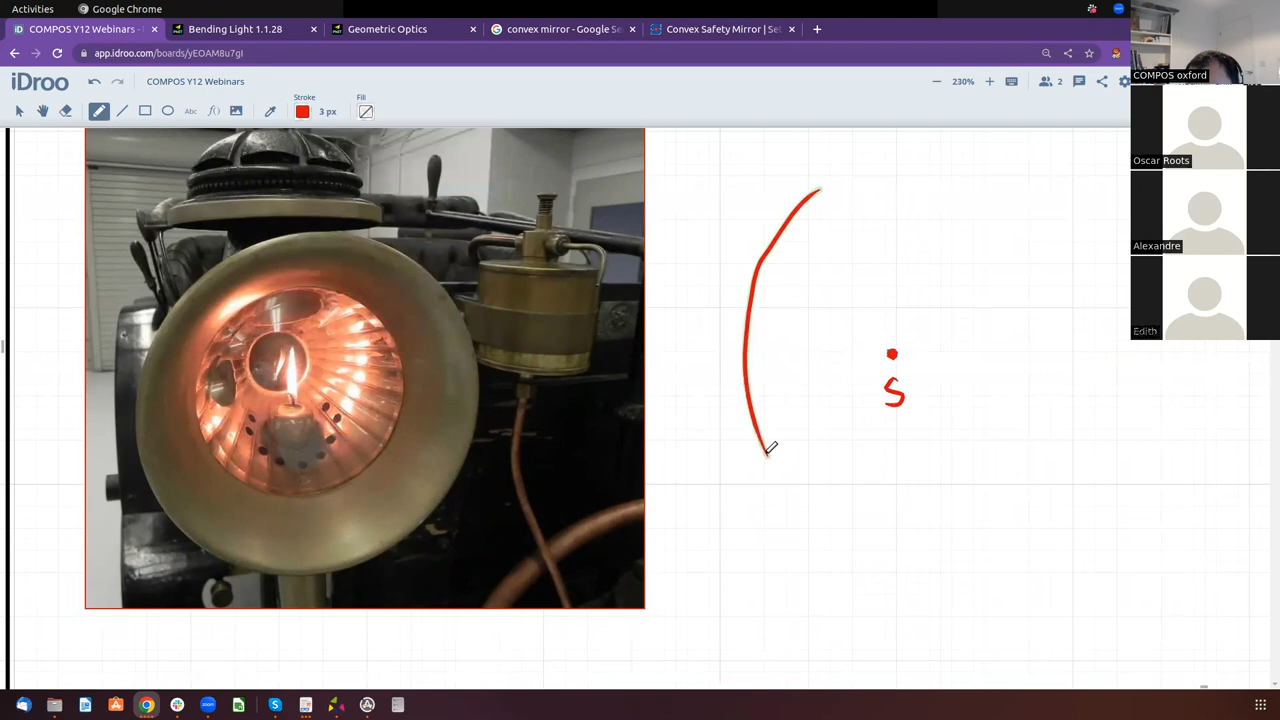 Activities
Google Chrome
COMPOS Y12 Webinars -
Bending Light 1.1.28
Geometric Optics
convex mirror - Google Se
Convex Safety Mirror | Set
app.idroo.com/boards/yEOAM8u7gI
iDroo
COMPOS Y12 Webinars
230%
2
Stroke
3 px
Fill
Abc
f()
S
COMPOS oxford
Oscar Roots
Alexandre
Edith